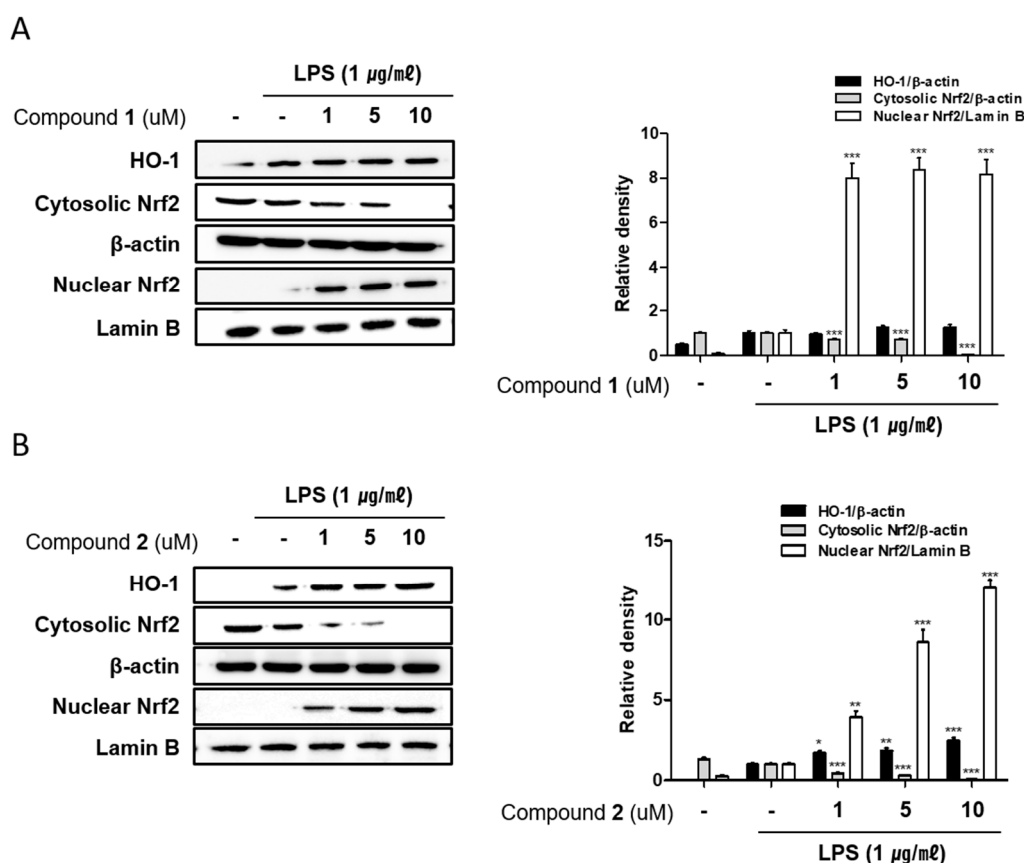 A
LPS (1 ㎍/㎖)
Compound 1 (uM) - - 1 5 10
HO-1
Cytosolic Nrf2
β-actin
Nuclear Nrf2
Lamin B
HO-1/β-actin
Cytosolic Nrf2/β-actin
Nuclear Nrf2/Lamin B
Relative density
10
8
6
4
2
0
*** *** ***
*** *** ***
Compound 1 (uM) - - 1 5 10
LPS (1 ㎍/㎖)
B
LPS (1 ㎍/㎖)
Compound 2 (uM) - - 1 5 10
HO-1
Cytosolic Nrf2
β-actin
Nuclear Nrf2
Lamin B
HO-1/β-actin
Cytosolic Nrf2/β-actin
Nuclear Nrf2/Lamin B
Relative density
15
10
5
0
* *** **
** *** ***
*** *** ***
Compound 2 (uM) - - 1 5 10
LPS (1 ㎍/㎖)